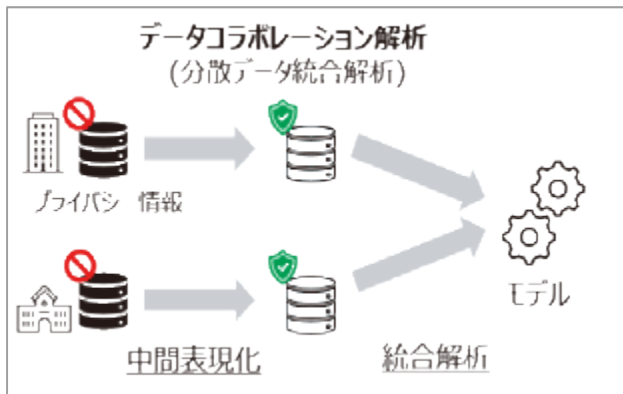 データコラボレーション解析
(分散データ統合解析)
プライバシー 情報
モデル
中間表現化
統合解析